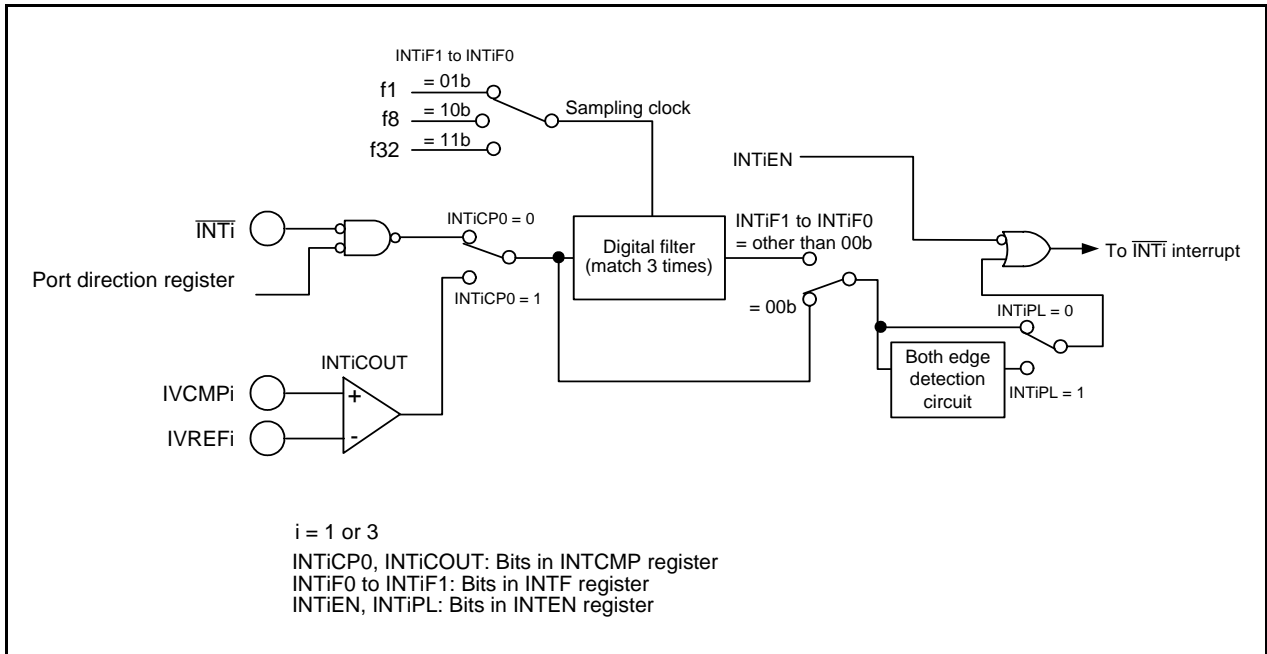 INTiF1 to INTiF0
f1
= 01b
f8
= 10b
f32
= 11b
Sampling clock
INTiEN
INTi
INTiCP0 = 0
Digital filter
(match 3 times)
INTiF1 to INTiF0
= other than 00b
To INTi interrupt
Port direction register
INTiCP0 = 1
= 00b
INTiPL = 0
INTiCOUT
Both edge
detection
circuit
INTiPL = 1
IVCMPi
+
IVREFi
-
i = 1 or 3
INTiCP0, INTiCOUT: Bits in INTCMP register
INTiF0 to INTiF1: Bits in INTF register
INTiEN, INTiPL: Bits in INTEN register